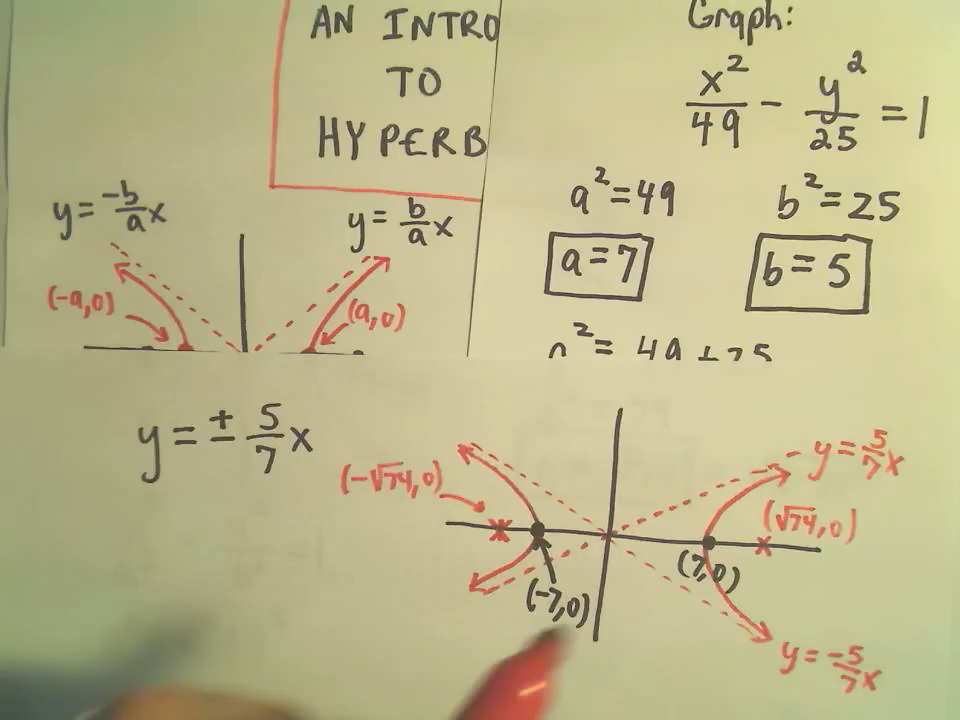 AN INTRO
TO
HYPERB
y = -b/a x
y = b/a x
(-a,0)
(a,0)
Graph:
x²/49 - y²/25 = 1
a² = 49
b² = 25
a = 7
b = 5
y = ± 5/7 x
(-√74,0)
y = 5/7 x
(√74,0)
(7,0)
(-7,0)
y = -5/7 x